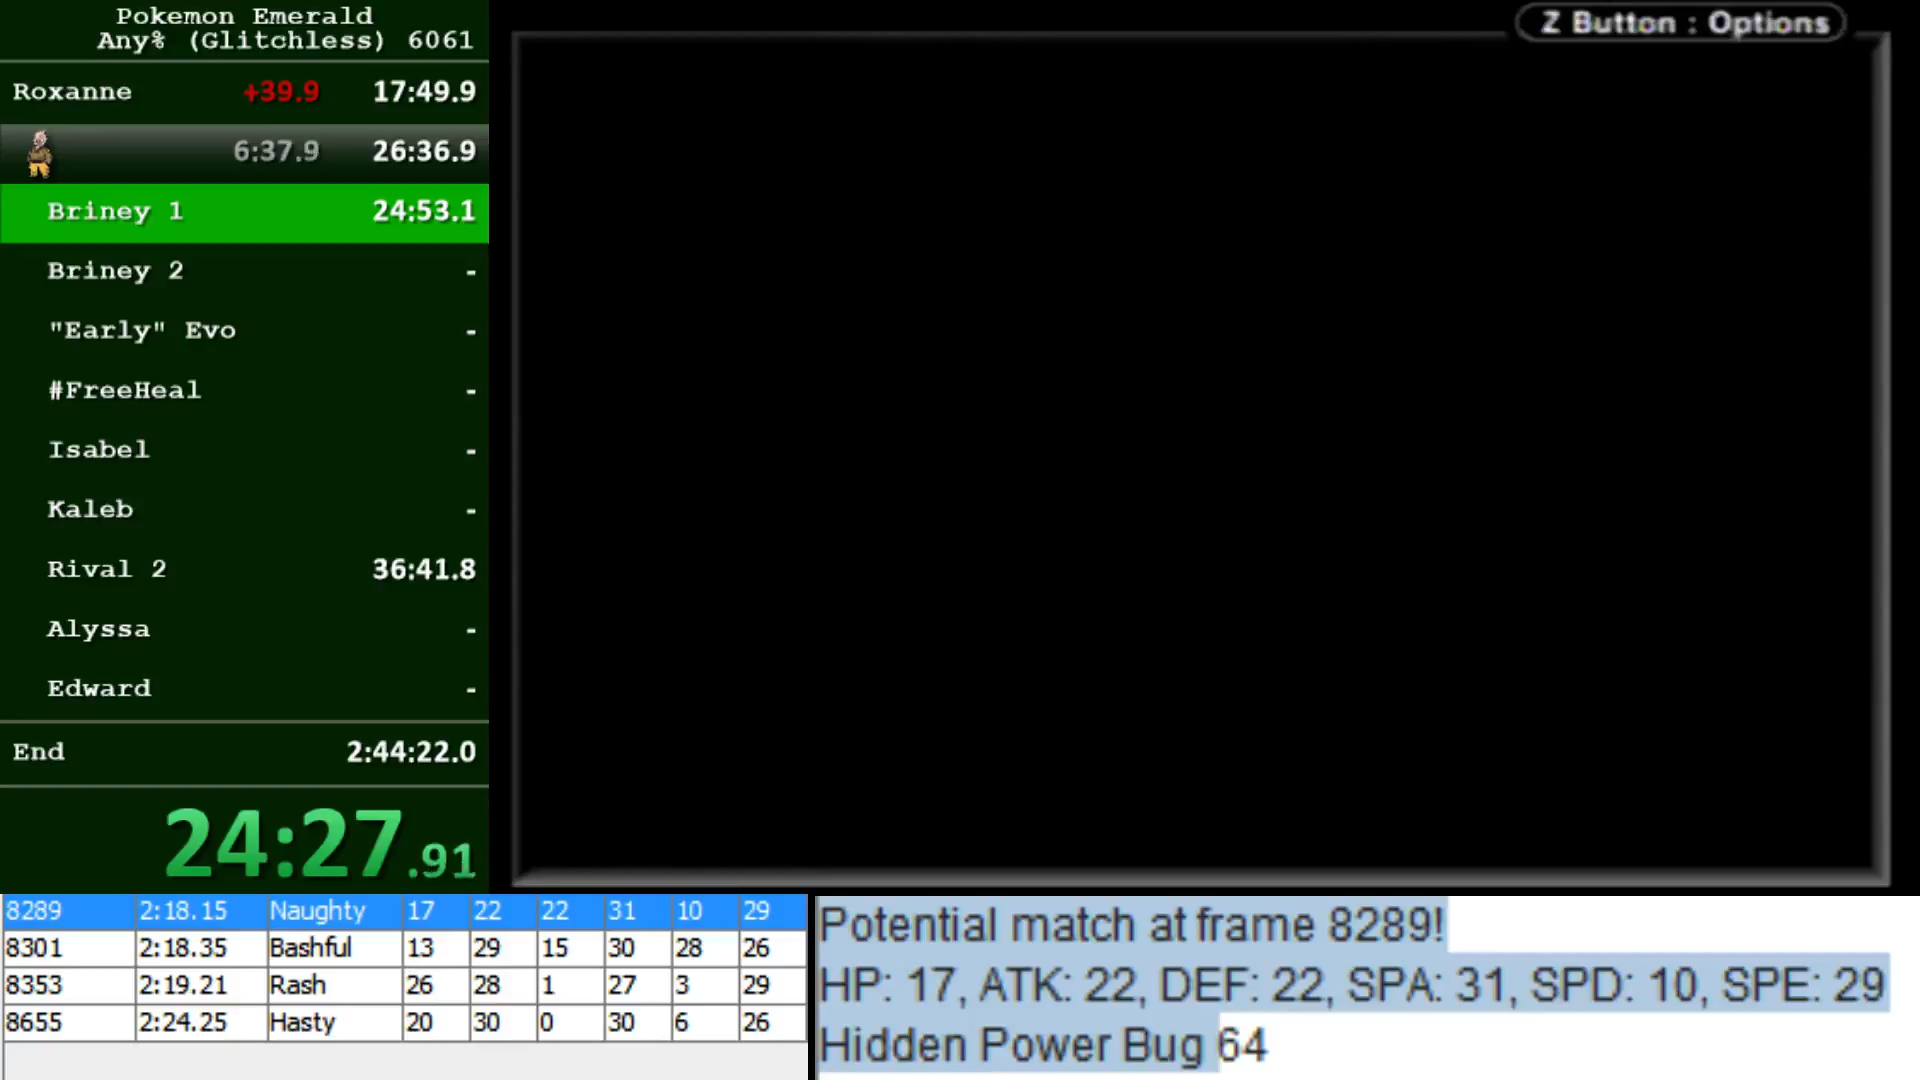 Pokemon Emerald
Any% (Glitchless) 6061
Z Button : Options
Roxanne +39.9 17:49.9
6:37.9 26:36.9
Briney 1 24:53.1
Briney 2 -
"Early" Evo -
#FreeHeal -
Isabel -
Kaleb -
Rival 2 36:41.8
Alyssa -
Edward -
End 2:44:22.0
24:27.91
8289 2:18.15 Naughty 17 22 22 31 10 29
8301 2:18.35 Bashful 13 29 15 30 28 26
8353 2:19.21 Rash 26 28 1 27 3 29
8655 2:24.25 Hasty 20 30 0 30 6 26
Potential match at frame 8289!
HP: 17, ATK: 22, DEF: 22, SPA: 31, SPD: 10, SPE: 29
Hidden Power Bug 64